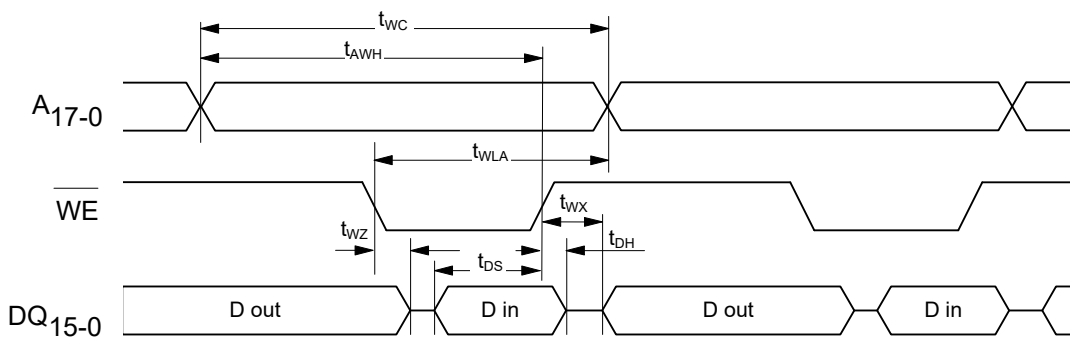 tWC
tAWH
A17-0
tWLA
WE
tWX
tWZ
tDH
tDS
DQ15-0
D out
D in
D out
D in